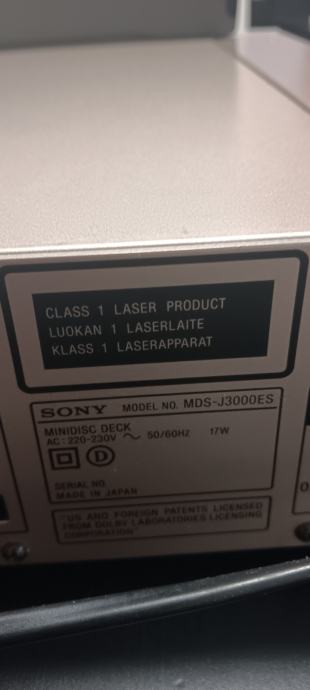 CLASS 1 LASER PRODUCT
LUOKAN 1 LASERLAITE
KLASS 1 LASERAPPARAT
SONY MODEL NO. MDS-J3000ES
MINIDISC DECK
AC: 220-230V ~ 50/60HZ 17W
D
SERIAL NO.
MADE IN JAPAN
"US AND FOREIGN PATENTS LICENSED
FROM DOLBY LABORATORIES LICENSING
CORPORATION"